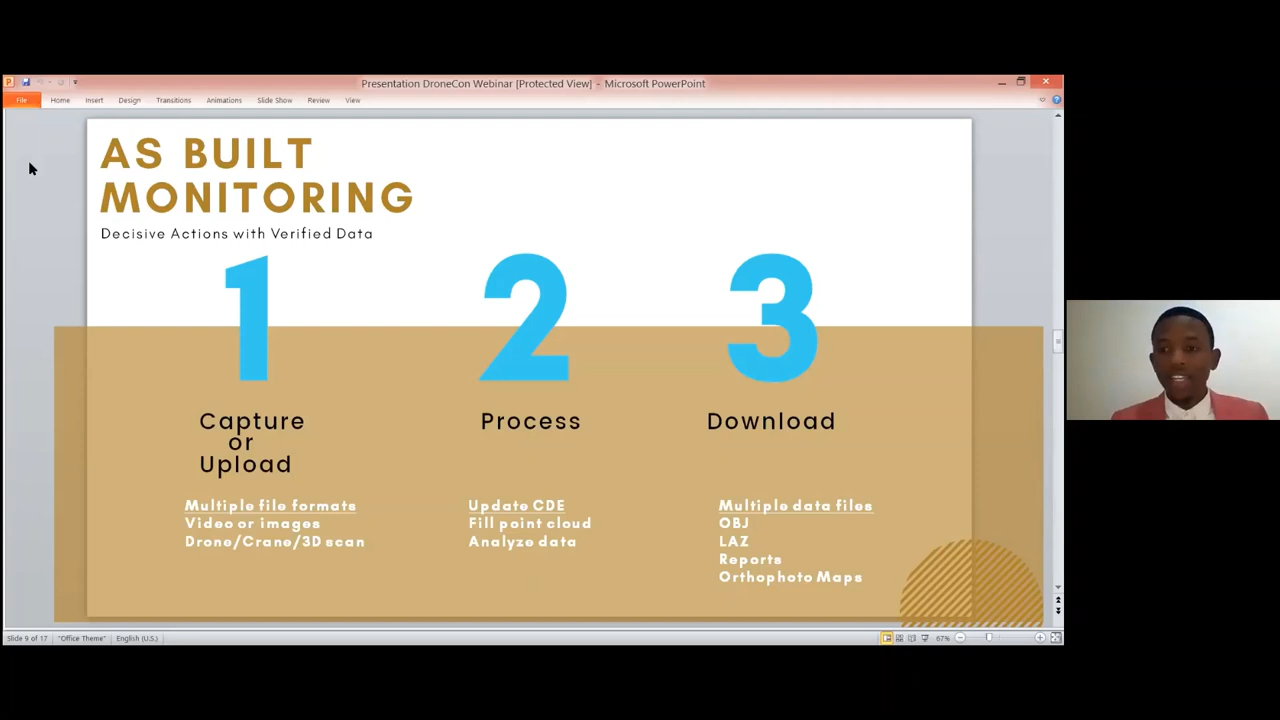 Presentation DroneCon Webinar [Protected View] - Microsoft PowerPoint
File Home Insert Design Transitions Animations Slide Show Review View
AS BUILT
MONITORING
Decisive Actions with Verified Data
1 2 3
Capture
or
Upload
Process
Download
Multiple file formats
Video or images
Drone/Crane/3D scan
Update CDE
Fill point cloud
Analyze data
Multiple data files
OBJ
LAZ
Reports
Orthophoto Maps
Slide 9 of 17 "Office Theme" English (U.S.) 67%